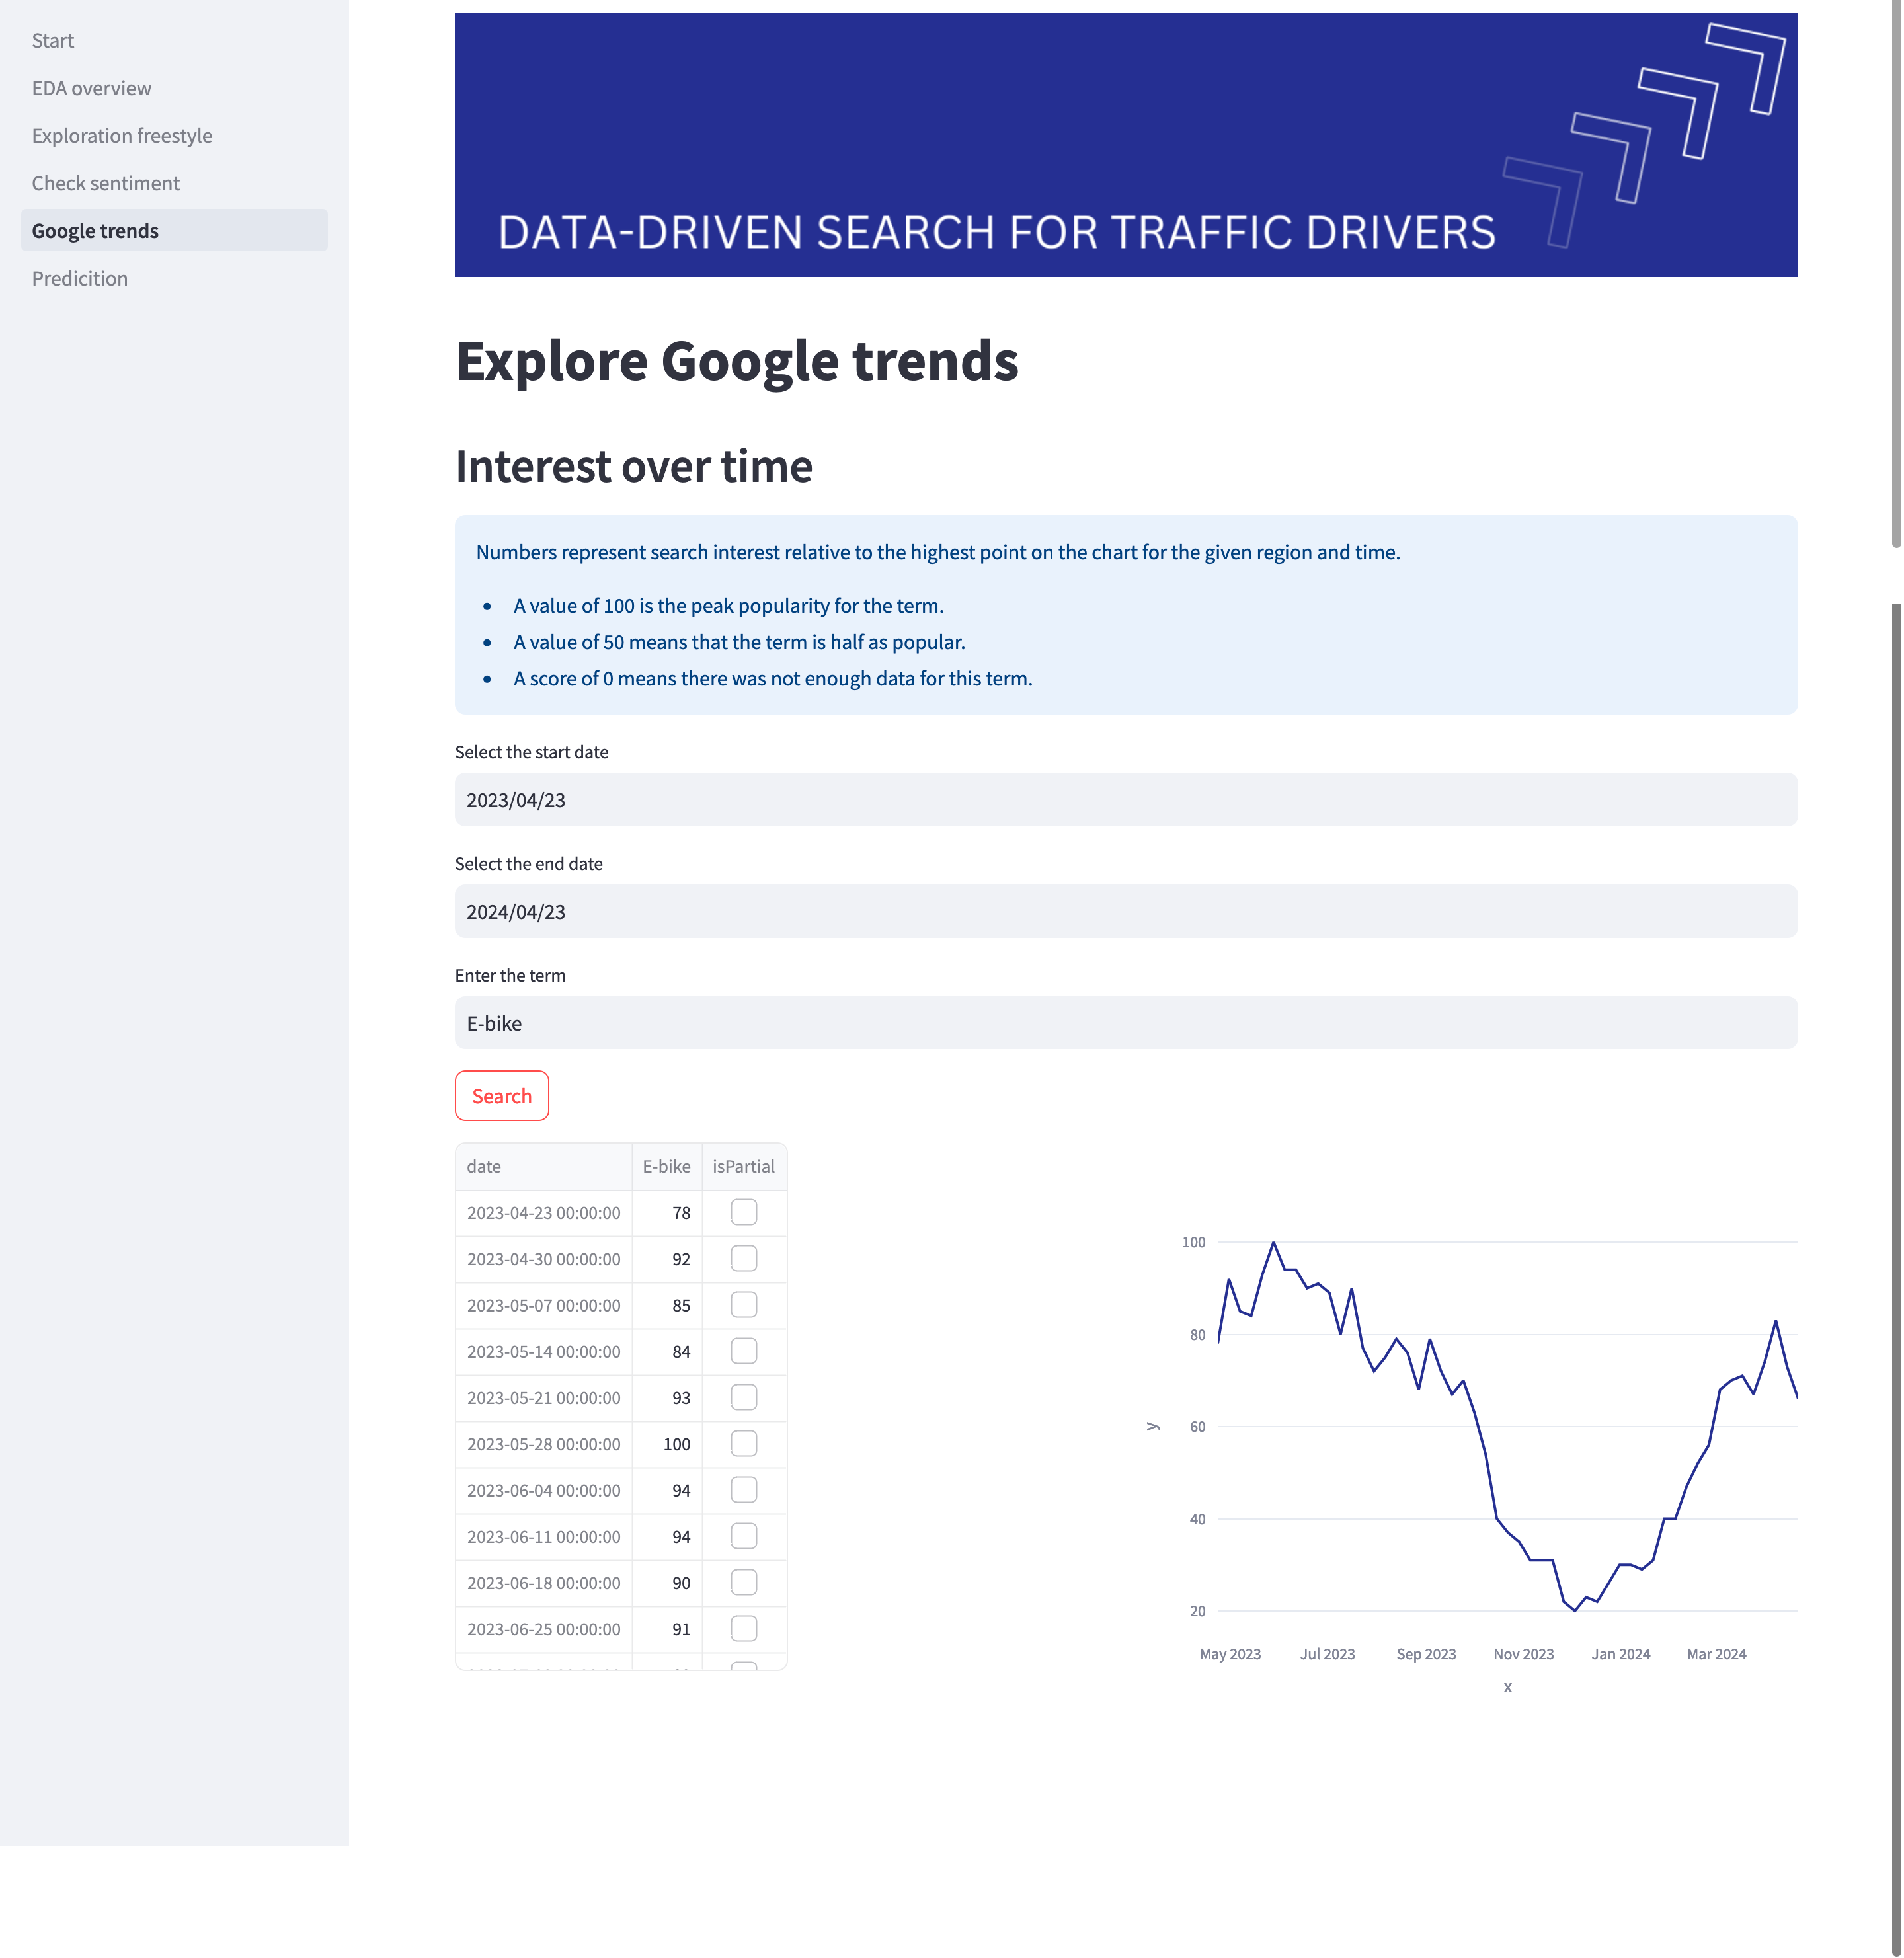 Start
EDA overview
Exploration freestyle
Check sentiment
Google trends
Predicition
DATA-DRIVEN SEARCH FOR TRAFFIC DRIVERS
Explore Google trends
Interest over time
Numbers represent search interest relative to the highest point on the chart for the given region and time.
• A value of 100 is the peak popularity for the term.
• A value of 50 means that the term is half as popular.
• A score of 0 means there was not enough data for this term.
Select the start date
2023/04/23
Select the end date
2024/04/23
Enter the term
E-bike
Search
date E-bike isPartial
2023-04-23 00:00:00 78
2023-04-30 00:00:00 92
2023-05-07 00:00:00 85
2023-05-14 00:00:00 84
2023-05-21 00:00:00 93
2023-05-28 00:00:00 100
2023-06-04 00:00:00 94
2023-06-11 00:00:00 94
2023-06-18 00:00:00 90
2023-06-25 00:00:00 91
100
80
60
40
20
y
May 2023 Jul 2023 Sep 2023 Nov 2023 Jan 2024 Mar 2024
x